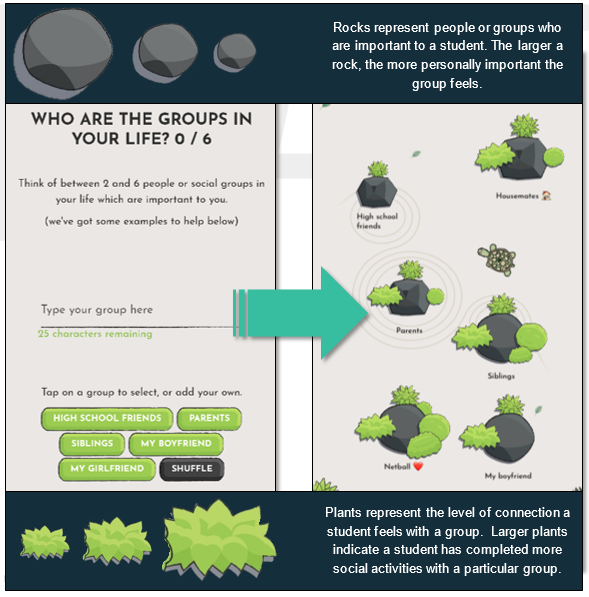 Rocks represent people or groups who
are important to a student. The larger a
rock, the more personally important the
group feels.
WHO ARE THE GROUPS IN
YOUR LIFE? 0 / 6
Think of between 2 and 6 people or social groups in
your life which are important to you.
(we've got some examples to help below)
Type your group here
25 characters remaining
Tap on a group to select, or add your own.
HIGH SCHOOL FRIENDS
PARENTS
SIBLINGS
MY BOYFRIEND
MY GIRLFRIEND
SHUFFLE
Housemates 🏠
High school
friends
Parents
Siblings
Netball ❤️
My boyfriend
Plants represent the level of connection a
student feels with a group.  Larger plants
indicate a student has completed more
social activities with a particular group.